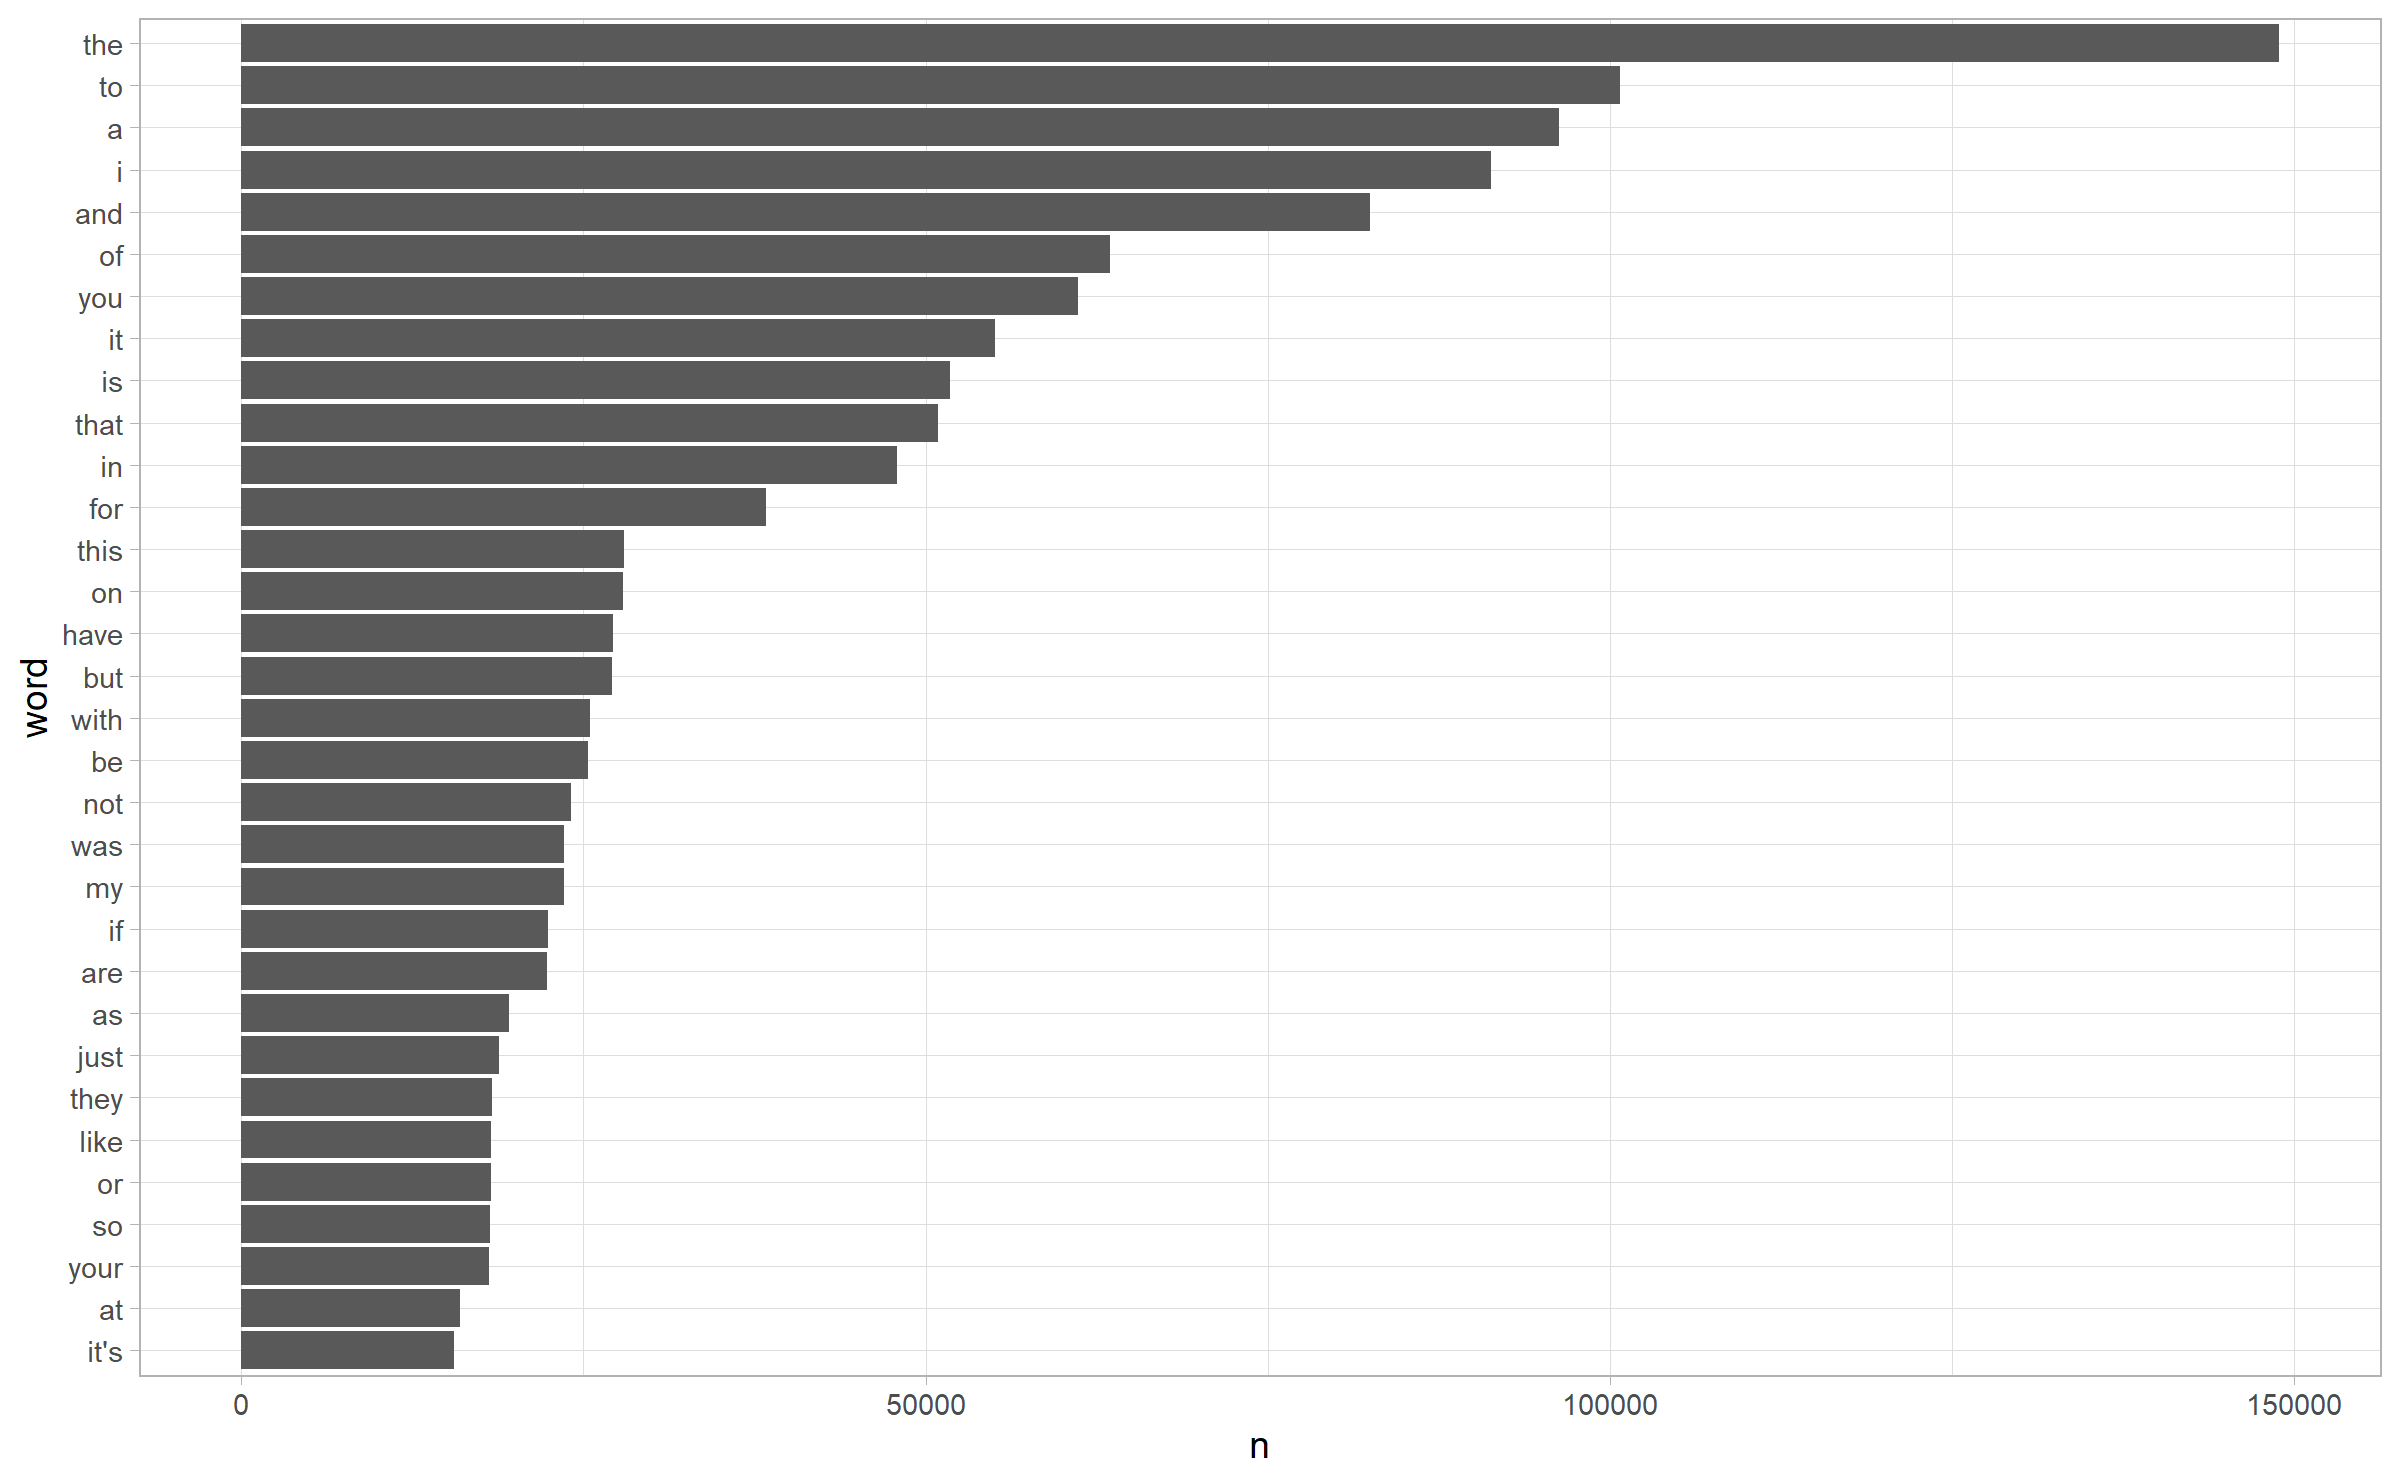 the
to
a
i
and
of
you
it
is
that
in
for
this
on
have
but
with
be
not
was
my
if
are
as
just
they
like
or
so
your
at
it's
word
0 50000 100000 150000
n